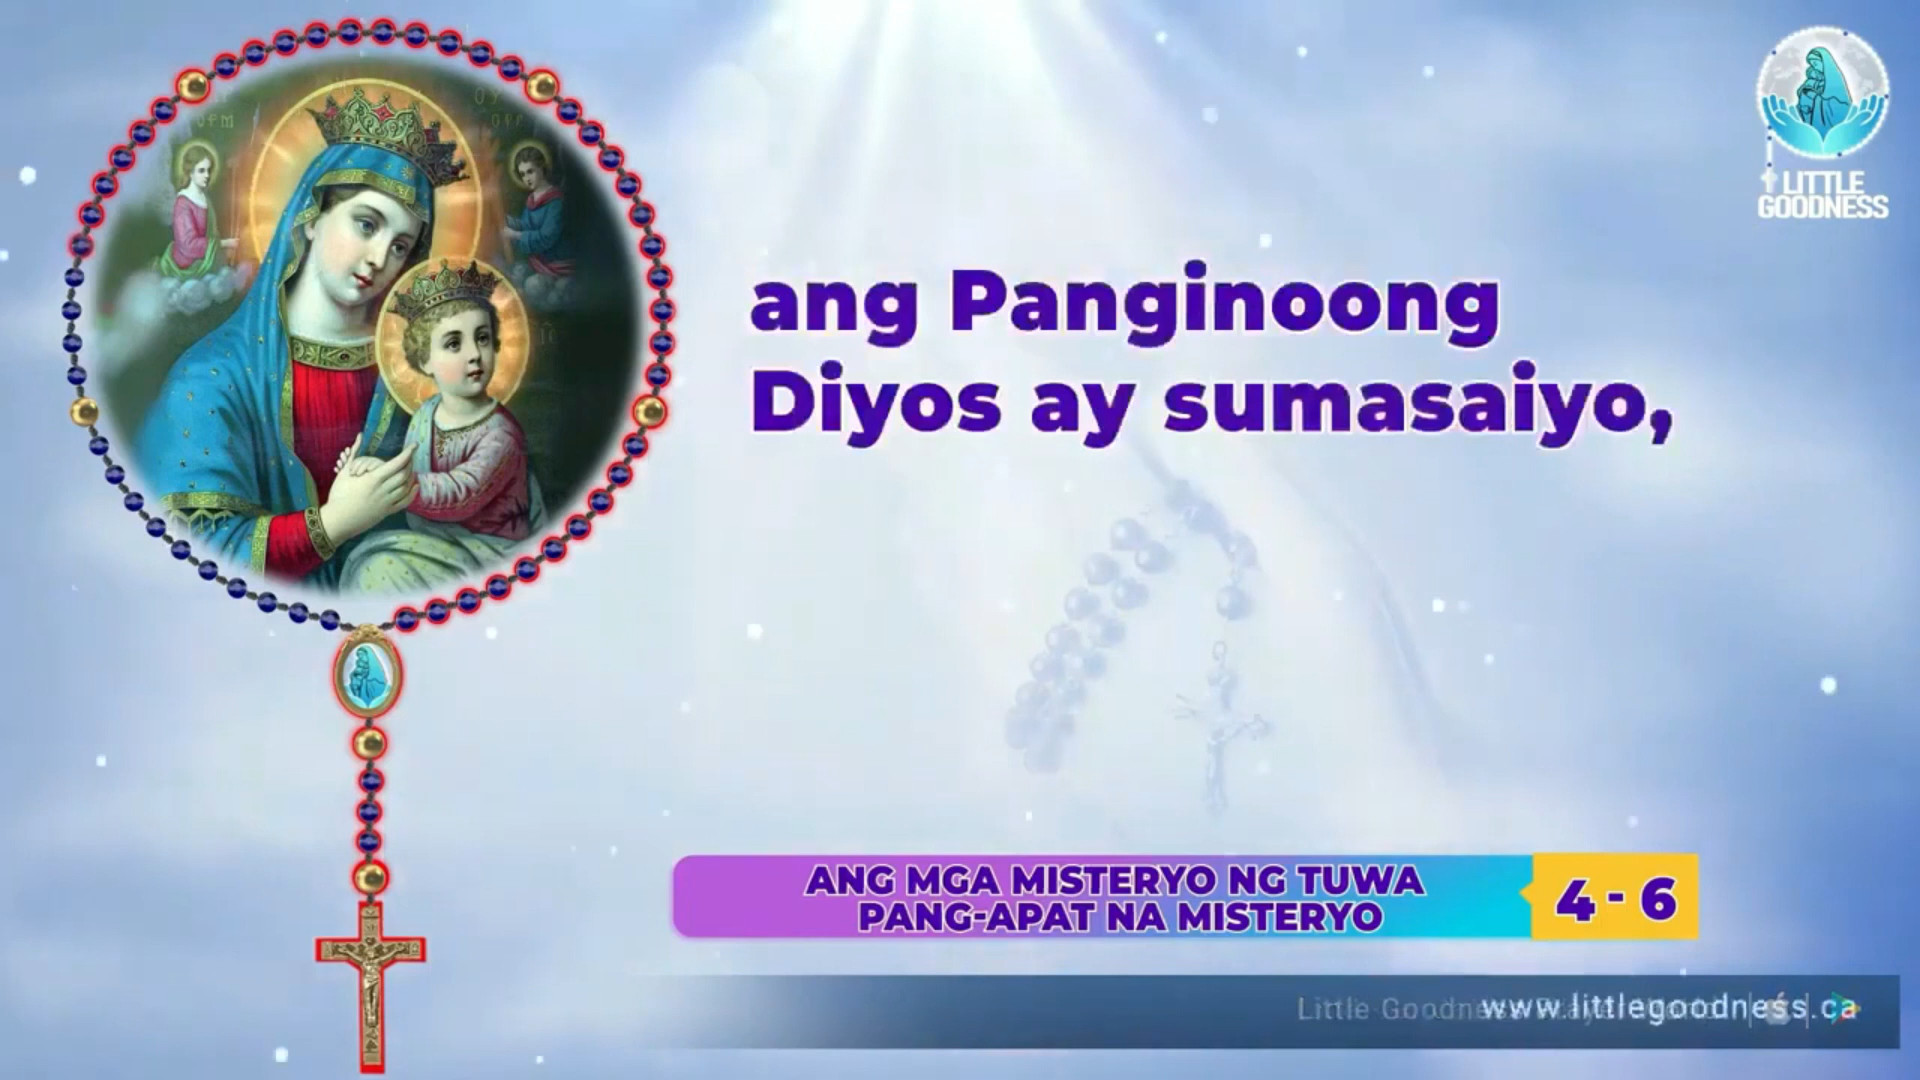 LITTLE
GOODNESS
ang Panginoong
Diyos ay sumasaiyo,
ANG MGA MISTERYO NG TUWA
PANG-APAT NA MISTERYO
4 - 6
Little
www.littlegoodness.ca